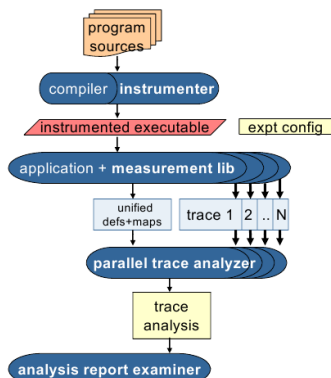 program
sources
compiler instrumenter
instrumented executable
expt config
application + measurement lib
unified
defs+maps
trace 1 2 .. N
parallel trace analyzer
trace
analysis
analysis report examiner